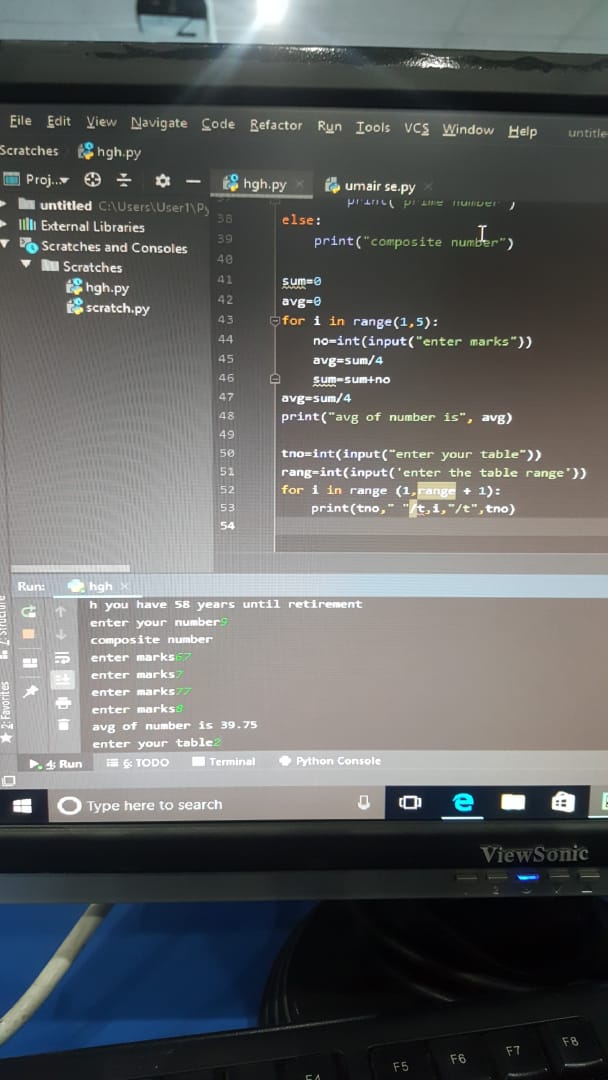 File Edit View Navigate Code Refactor Run Tools VCS Window Help untitle
Scratches hgh.py
Proj... hgh.py umair se.py
untitled C:\Users\User1\Py
External Libraries
Scratches and Consoles
Scratches
hgh.py
scratch.py
print("prime number")
38 else:
39 print("composite number")
40
41 sum=0
42 avg=0
43 for i in range(1,5):
44 no=int(input("enter marks"))
45 avg=sum/4
46 sum=sum+no
47 avg=sum/4
48 print("avg of number is", avg)
49
50 tno=int(input("enter your table"))
51 rang=int(input('enter the table range'))
52 for i in range (1,range + 1):
53 print(tno," "/t,i,"/t",tno)
54
Run: hgh
h you have 58 years until retirement
enter your number9
composite number
enter marks67
enter marks7
enter marks77
enter marks8
avg of number is 39.75
enter your table2
2: Favorites
4: Run 6: TODO Terminal Python Console
Type here to search
ViewSonic
F4 F5 F6 F7 F8